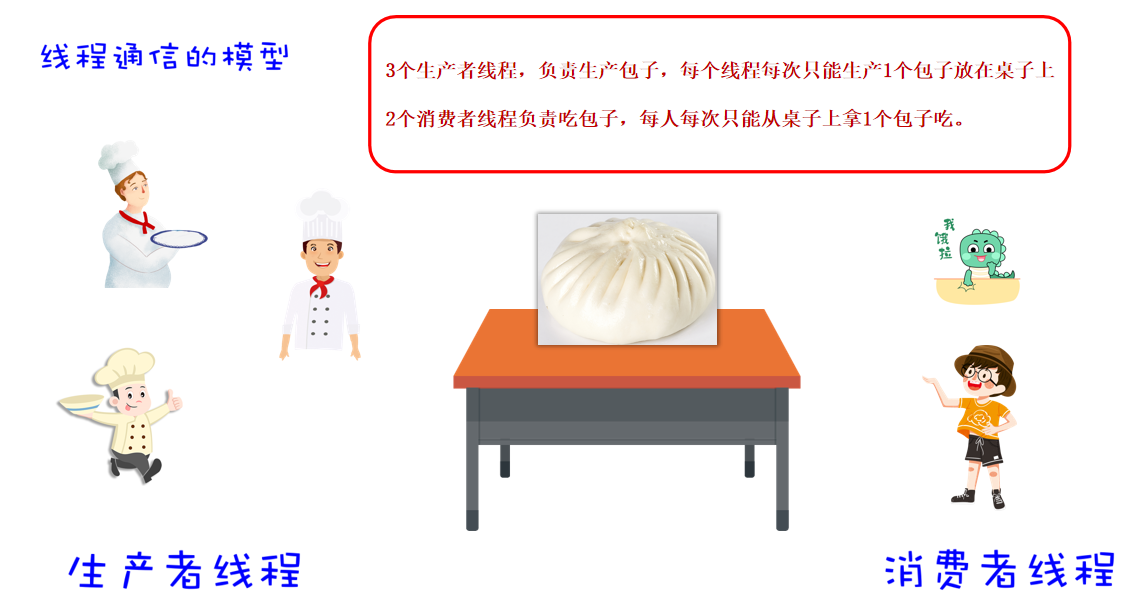 线程通信的模型
3个生产者线程，负责生产包子，每个线程每次只能生产1个包子放在桌子上
2个消费者线程负责吃包子，每人每次只能从桌子上拿1个包子吃。
我
饿
拉
生产者线程
消费者线程